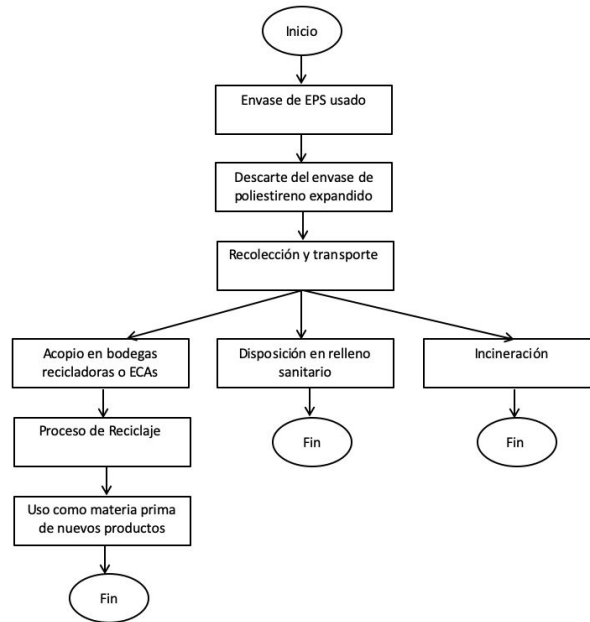 Inicio
Envase de EPS usado
Descarte del envase de
poliestireno expandido
Recolección y transporte
Acopio en bodegas
recicladoras o ECAs
Disposición en relleno
sanitario
Incineración
Proceso de Reciclaje
Fin
Fin
Uso como materia prima
de nuevos productos
Fin